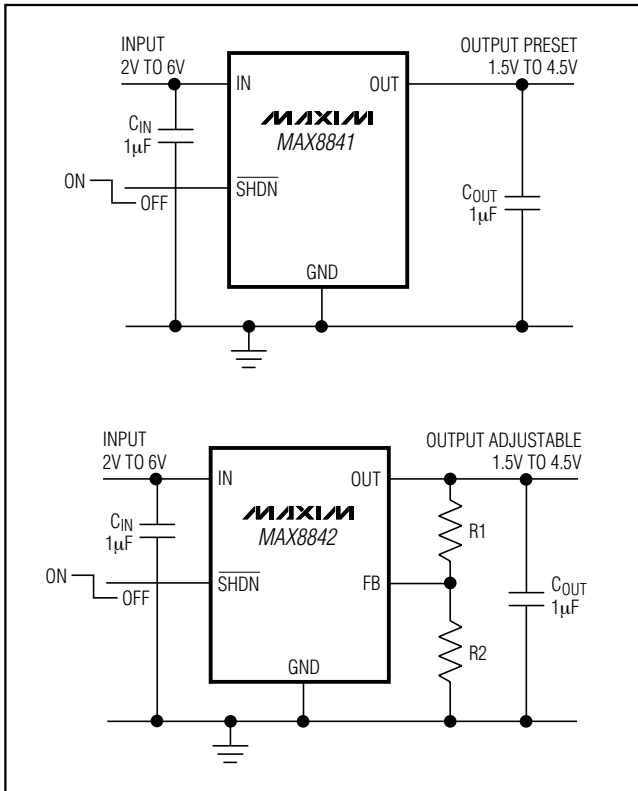 INPUT
2V TO 6V
OUTPUT PRESET
1.5V TO 4.5V
IN
OUT
MAXIM
MAX8841
CIN
1µF
ON
OFF
SHDN
COUT
1µF
GND
INPUT
2V TO 6V
OUTPUT ADJUSTABLE
1.5V TO 4.5V
IN
OUT
MAXIM
MAX8842
CIN
1µF
R1
ON
OFF
SHDN
FB
COUT
1µF
R2
GND